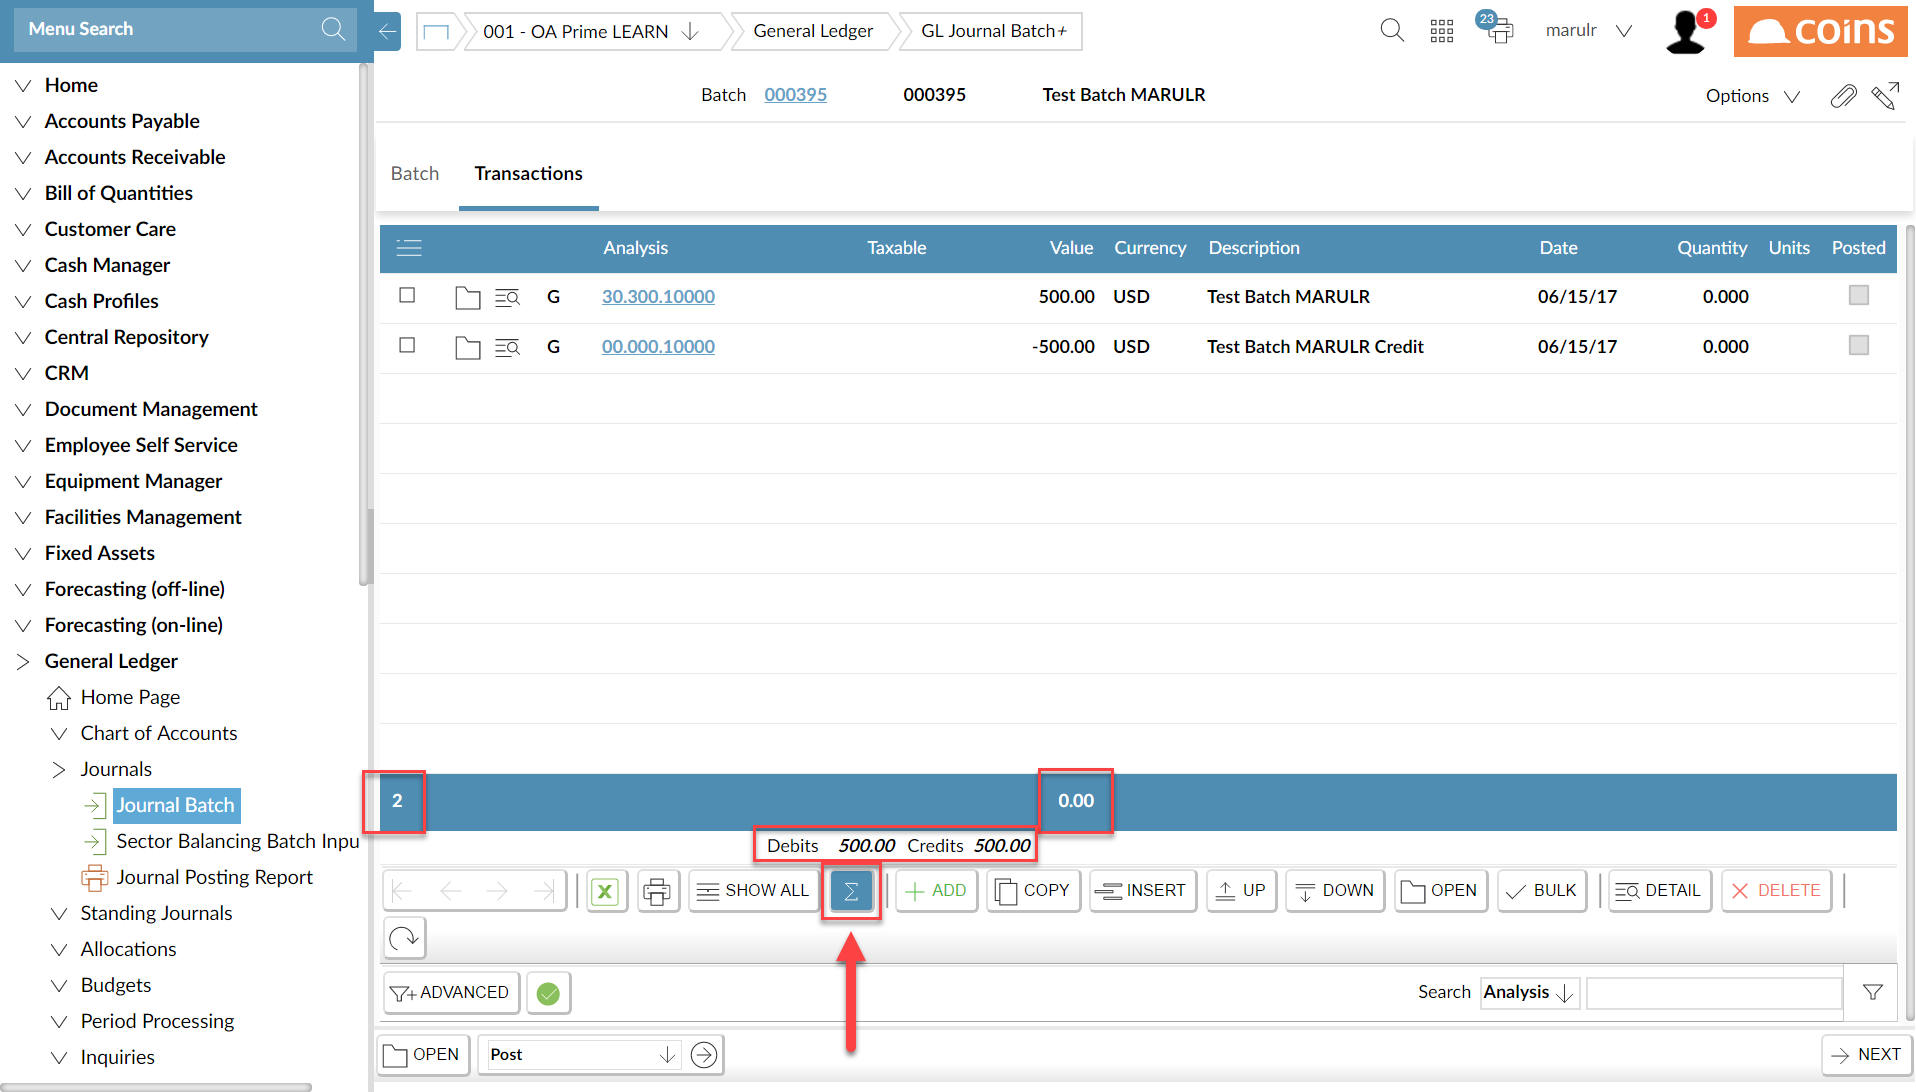 Menu Search
001 - OA Prime LEARN
General Ledger
GL Journal Batch+
23
marulr
1
coins
Home
Accounts Payable
Accounts Receivable
Bill of Quantities
Customer Care
Cash Manager
Cash Profiles
Central Repository
CRM
Document Management
Employee Self Service
Equipment Manager
Facilities Management
Fixed Assets
Forecasting (off-line)
Forecasting (on-line)
General Ledger
Home Page
Chart of Accounts
Journals
Journal Batch
Sector Balancing Batch Inpu
Journal Posting Report
Standing Journals
Allocations
Budgets
Period Processing
Inquiries
Batch 000395 000395 Test Batch MARULR
Options
Batch Transactions
Analysis Taxable Value Currency Description Date Quantity Units Posted
G 30.300.10000 500.00 USD Test Batch MARULR 06/15/17 0.000
G 00.000.10000 -500.00 USD Test Batch MARULR Credit 06/15/17 0.000
2 0.00
Debits 500.00 Credits 500.00
X SHOW ALL Σ ADD COPY INSERT UP DOWN OPEN BULK DETAIL DELETE
ADVANCED
Search Analysis
OPEN Post
NEXT